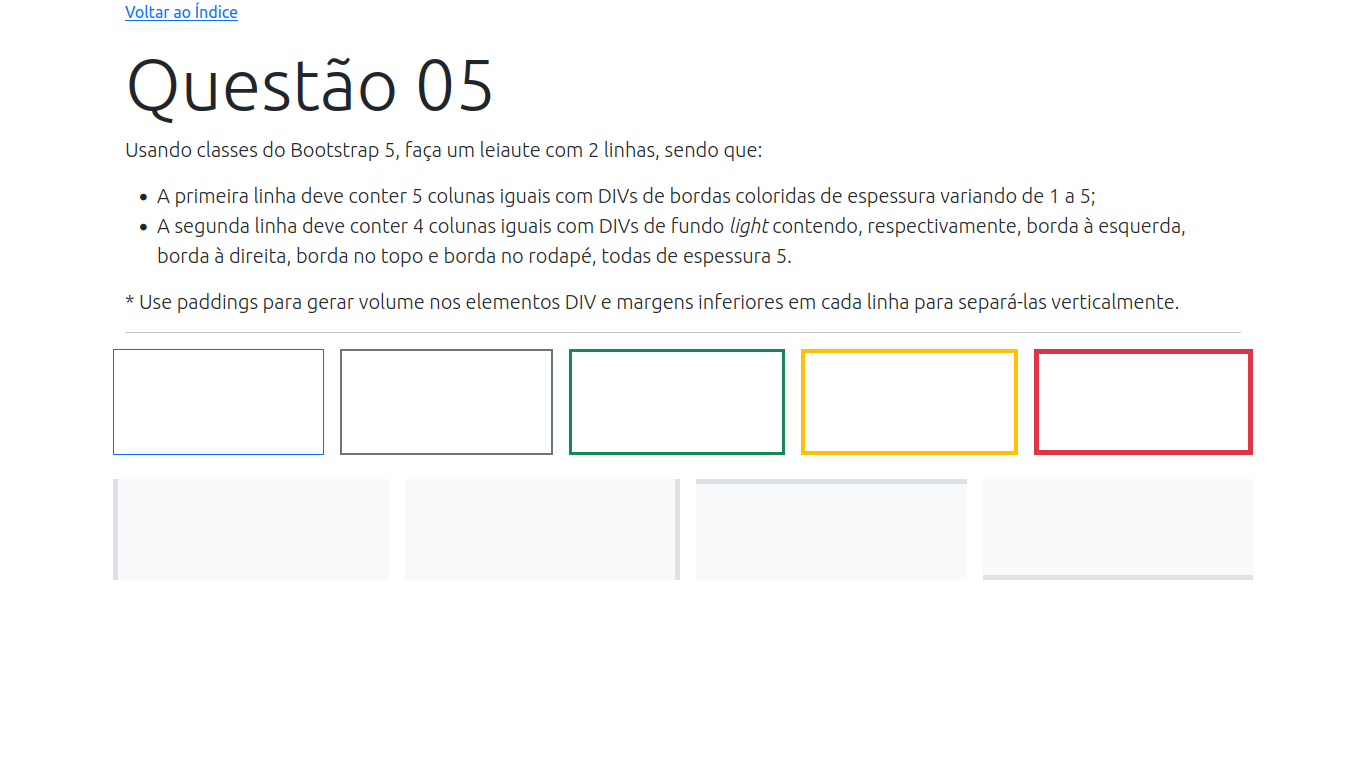 Voltar ao Índice
Questão 05
Usando classes do Bootstrap 5, faça um leiaute com 2 linhas, sendo que:
• A primeira linha deve conter 5 colunas iguais com DIVs de bordas coloridas de espessura variando de 1 a 5;
• A segunda linha deve conter 4 colunas iguais com DIVs de fundo light contendo, respectivamente, borda à esquerda,
borda à direita, borda no topo e borda no rodapé, todas de espessura 5.
* Use paddings para gerar volume nos elementos DIV e margens inferiores em cada linha para separá-las verticalmente.